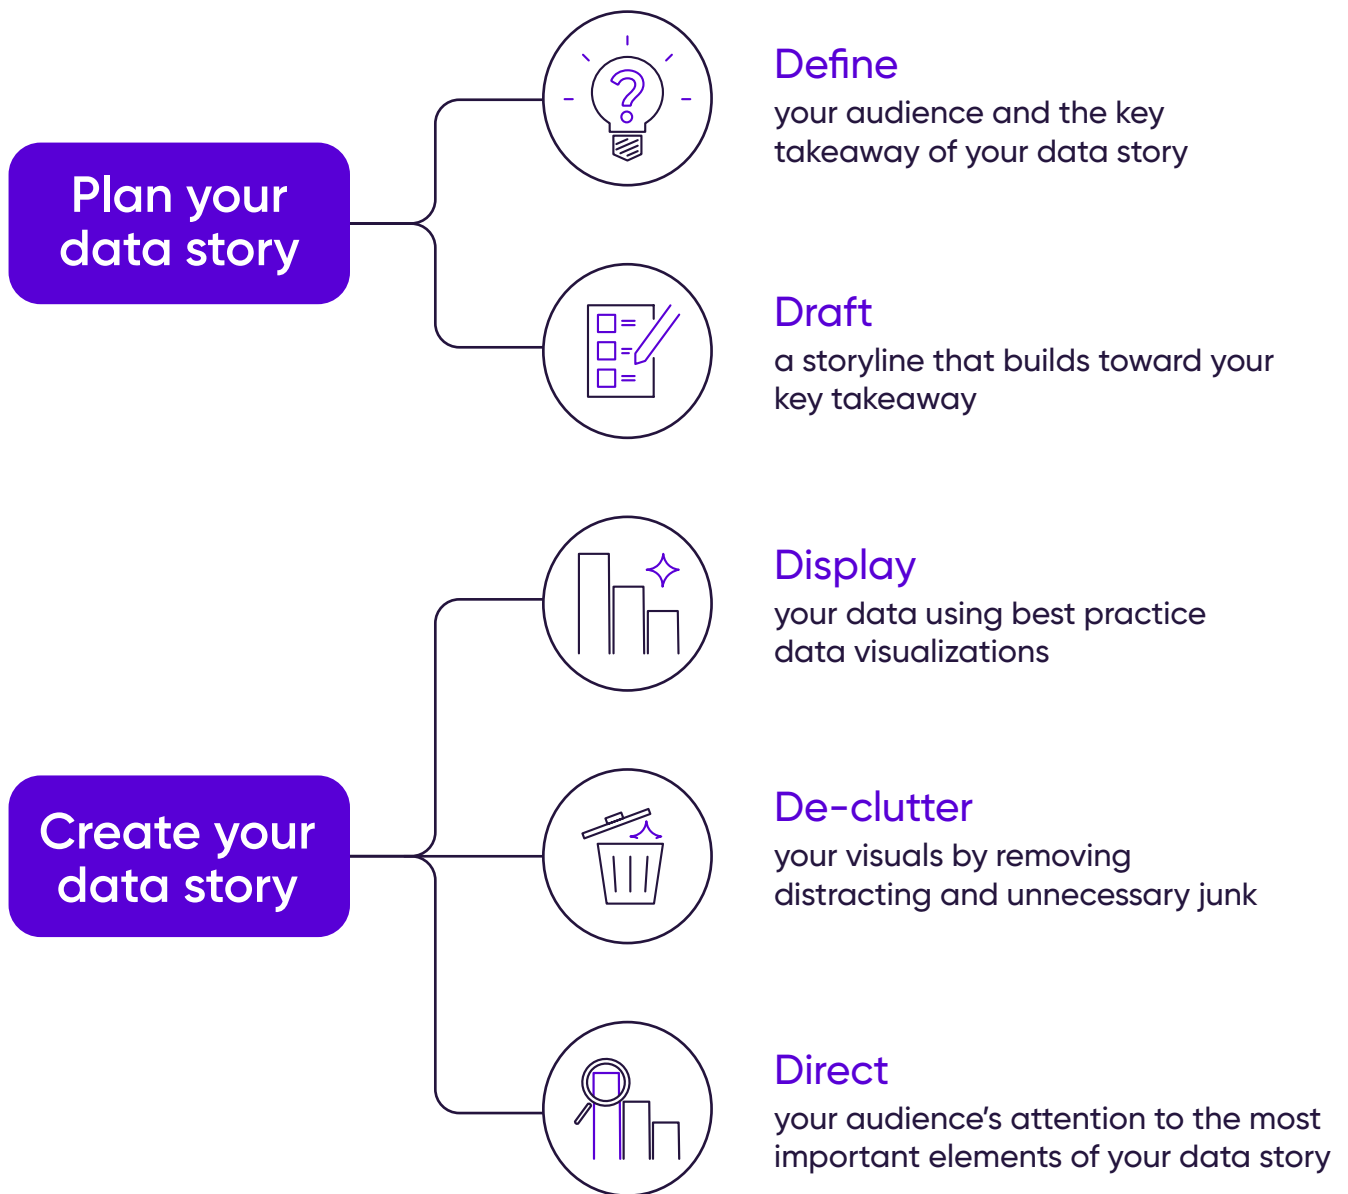 Plan your
data story
Define
your audience and the key
takeaway of your data story
Draft
a storyline that builds toward your
key takeaway
Create your
data story
Display
your data using best practice
data visualizations
De-clutter
your visuals by removing
distracting and unnecessary junk
Direct
your audience’s attention to the most
important elements of your data story